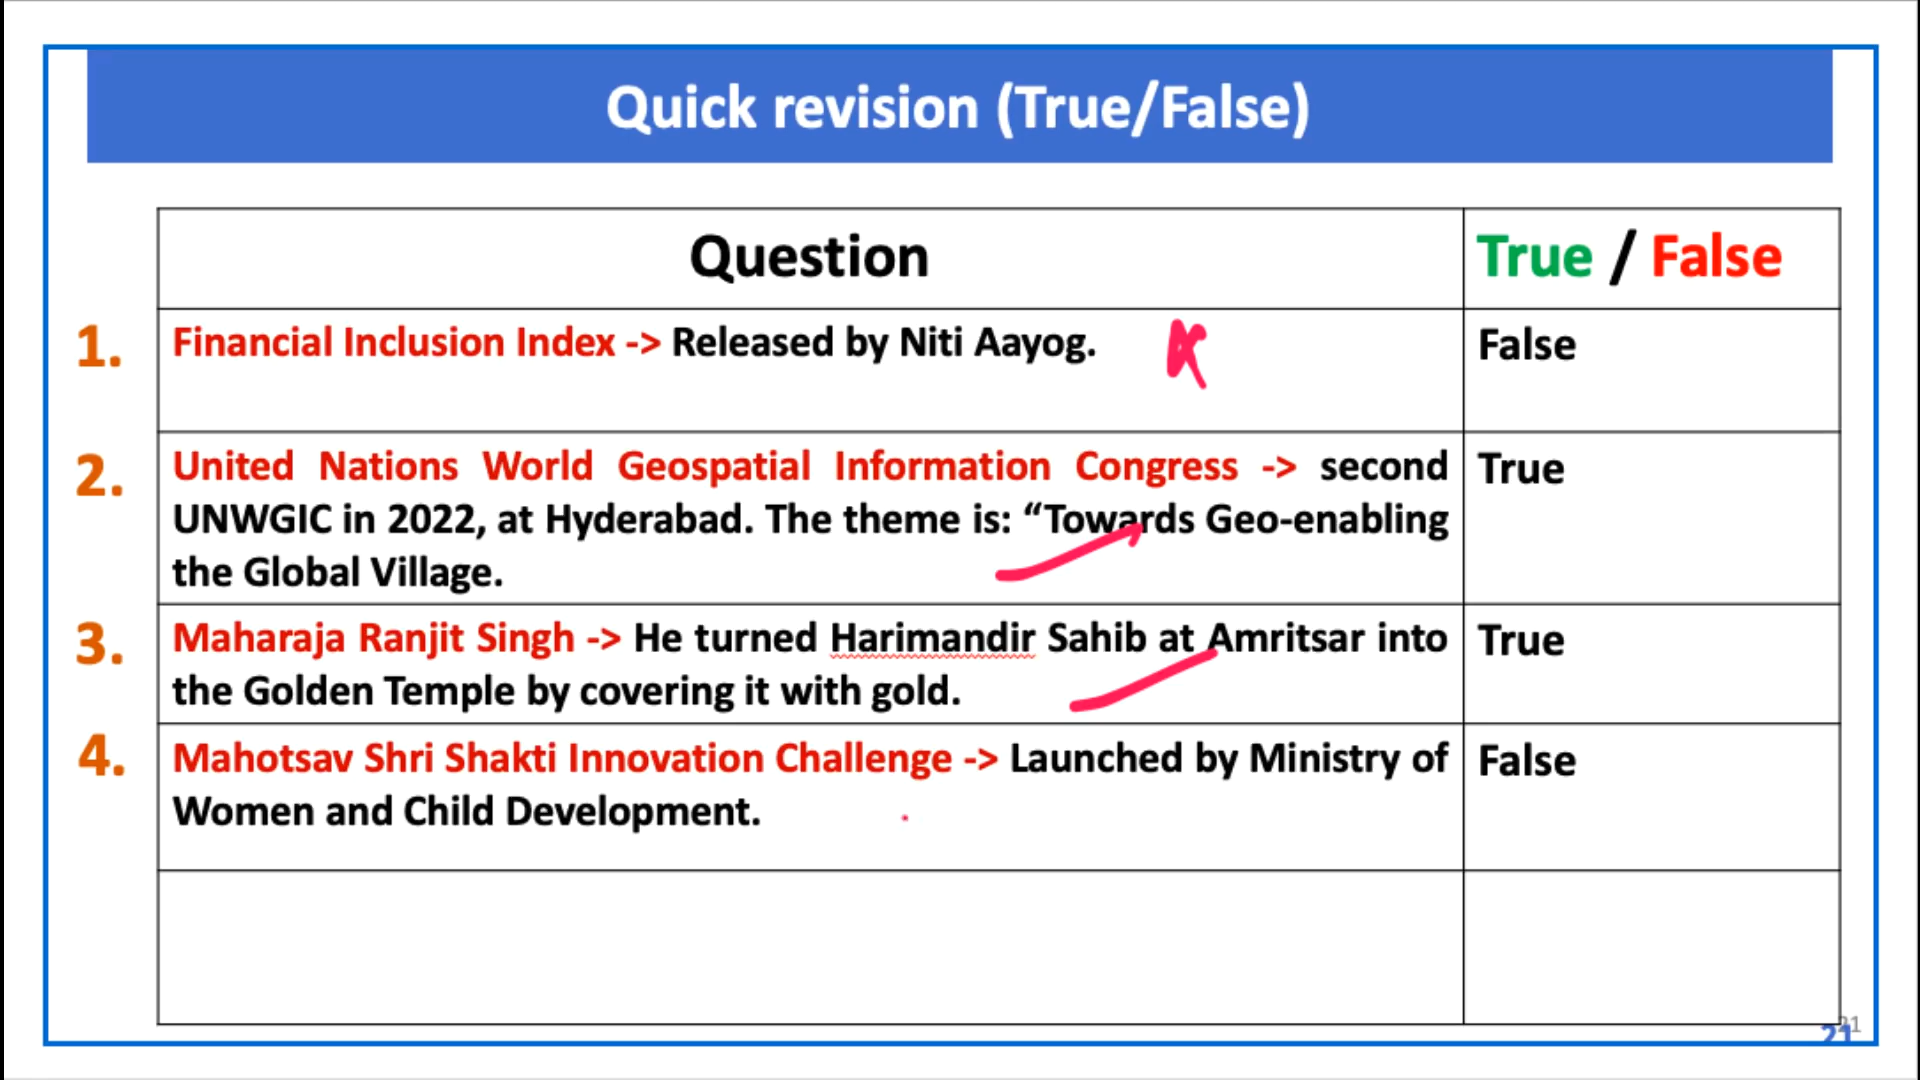 Quick revision (True/False)
Question
True / False
1.
Financial Inclusion Index -> Released by Niti Aayog.
False
2.
United Nations World Geospatial Information Congress -> second
UNWGIC in 2022, at Hyderabad. The theme is: “Towards Geo-enabling
the Global Village.
True
3.
Maharaja Ranjit Singh -> He turned Harimandir Sahib at Amritsar into
the Golden Temple by covering it with gold.
True
4.
Mahotsav Shri Shakti Innovation Challenge -> Launched by Ministry of
Women and Child Development.
False
21
21